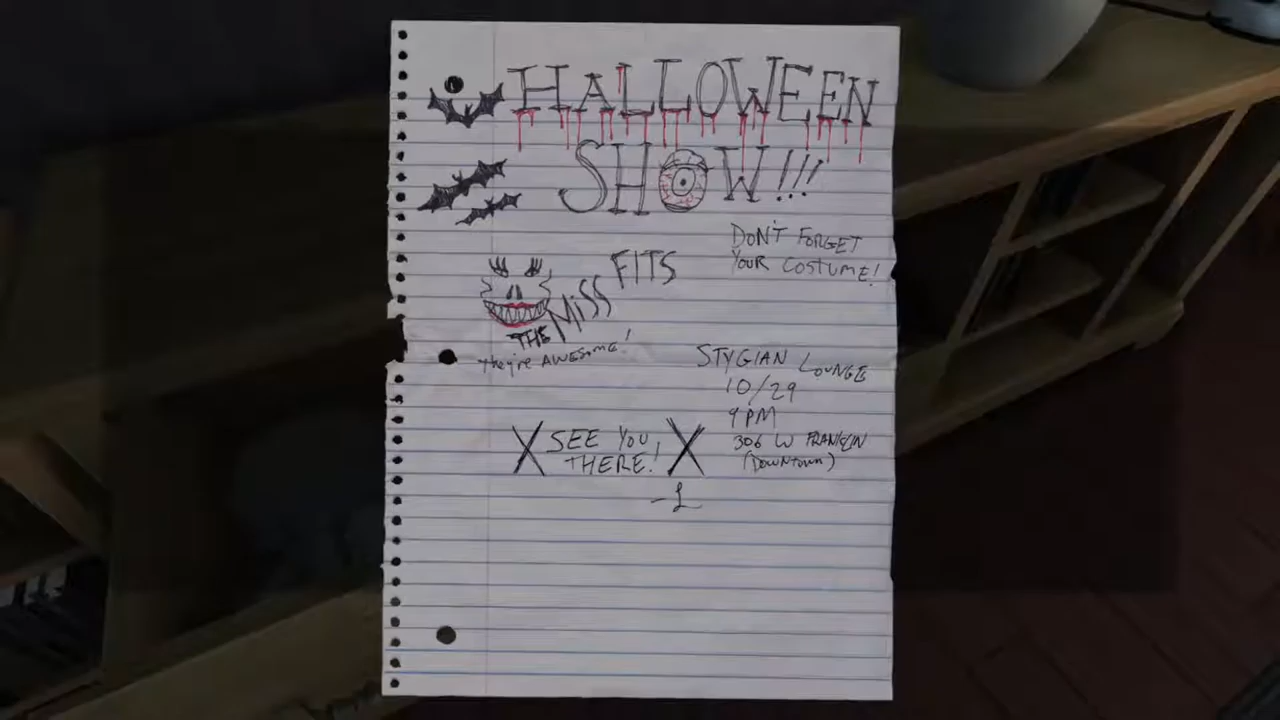 HALLOWEEN
SHOW!!!
DON'T FORGET
YOUR COSTUME!
THE MISS FITS
They're AWESOME!
STYGIAN LOUNGE
10/29
9PM
306 W FRANKLIN
(DOWNTOWN)
X SEE YOU X
THERE!
-L